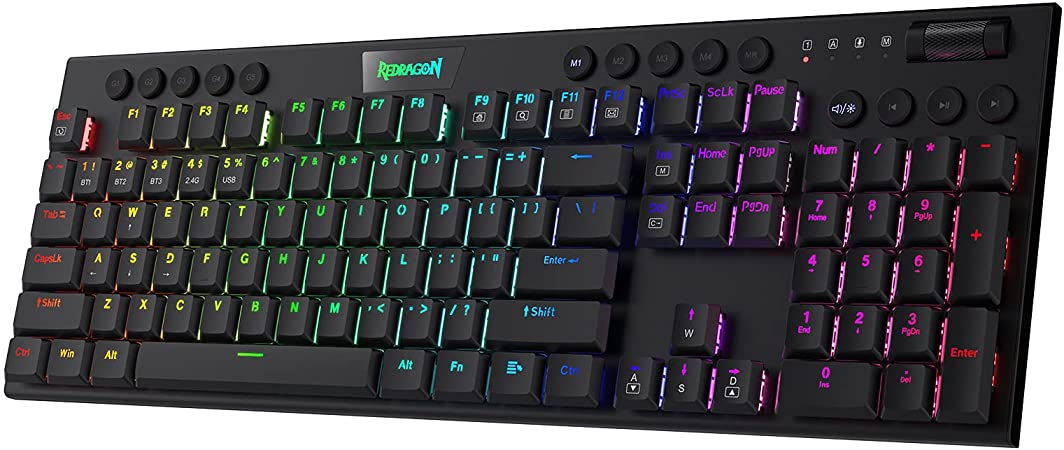 REDRAGON
G1 G2 G3 G4 G5
M1 M2 M3 M4 MR
1 A M
Esc F1 F2 F3 F4 F5 F6 F7 F8 F9 F10 F11 F12 PrtSc ScLk Pause
~ ` 1 ! 2 @ 3 # 4 $ 5 % 6 ^ 7 & 8 * 9 ( 0 ) - - = + ← Ins Home PgUp Num / * -
BT1 BT2 BT3 2.4G USB M
Tab Q W E R T Y U I O P [ { ] } \ | Del End PgDn 7 8 9 +
C→ Home ↑ PgUp
CapsLk A S D F G H J K L ; : ' " Enter 4 5 6
← ↓ → ← →
⇑Shift Z X C V B N M , < . > / ? ⇑Shift ↑ 1 2 3 Enter
W End ↓ PgDn
Ctrl Win Alt Alt Fn Ctrl ← ↓ → 0 .
A S D Ins Del